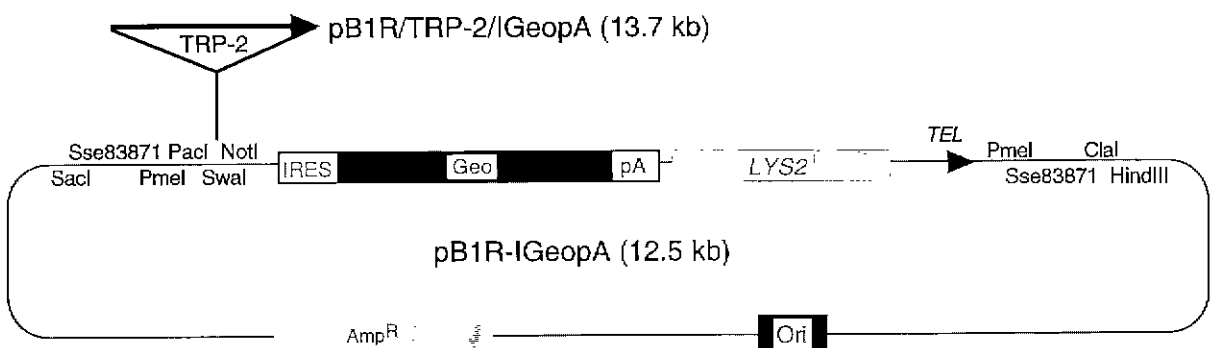 pB1R/TRP-2/IGeopA (13.7 kb)
TRP-2
Sse83871 PacI NotI
SacI PmeI SwaI
IRES Geo pA LYS2 TEL
PmeI ClaI
Sse83871 HindIII
pB1R-IGeopA (12.5 kb)
AmpR Ori